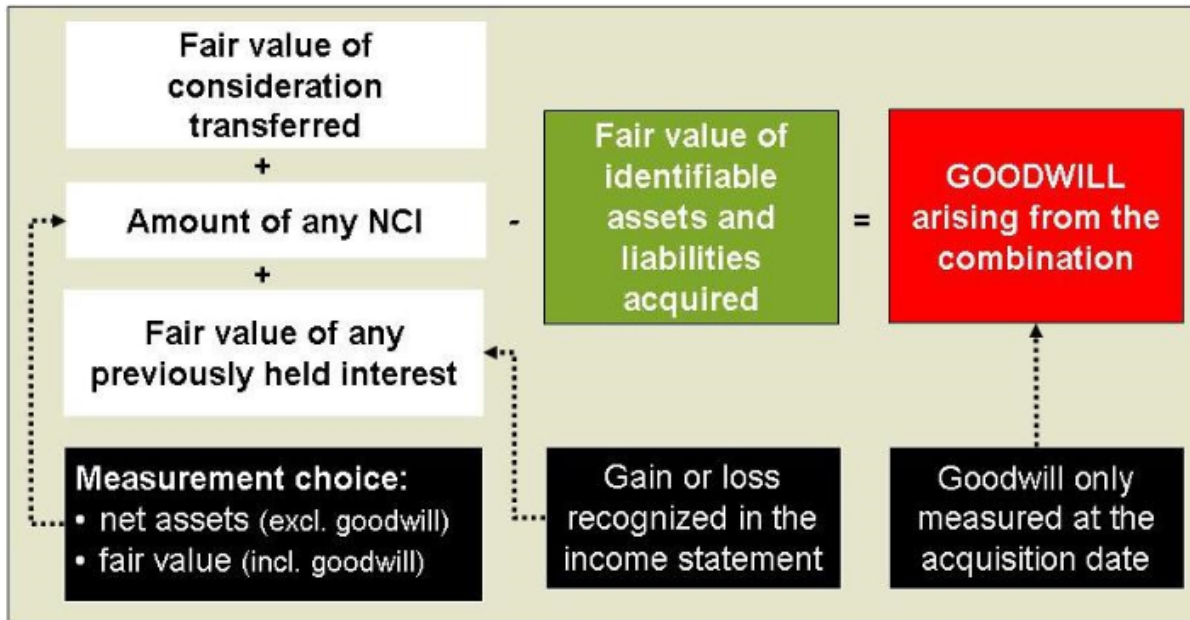 Fair value of
consideration
transferred
+
Amount of any NCI
+
Fair value of any
previously held interest
-
Fair value of
identifiable
assets and
liabilities
acquired
=
GOODWILL
arising from the
combination
Measurement choice:
• net assets (excl. goodwill)
• fair value (incl. goodwill)
Gain or loss
recognized in the
income statement
Goodwill only
measured at the
acquisition date